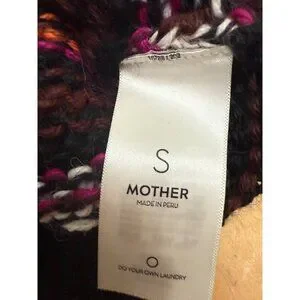 S
MOTHER
MADE IN PERU
DO YOUR OWN LAUNDRY